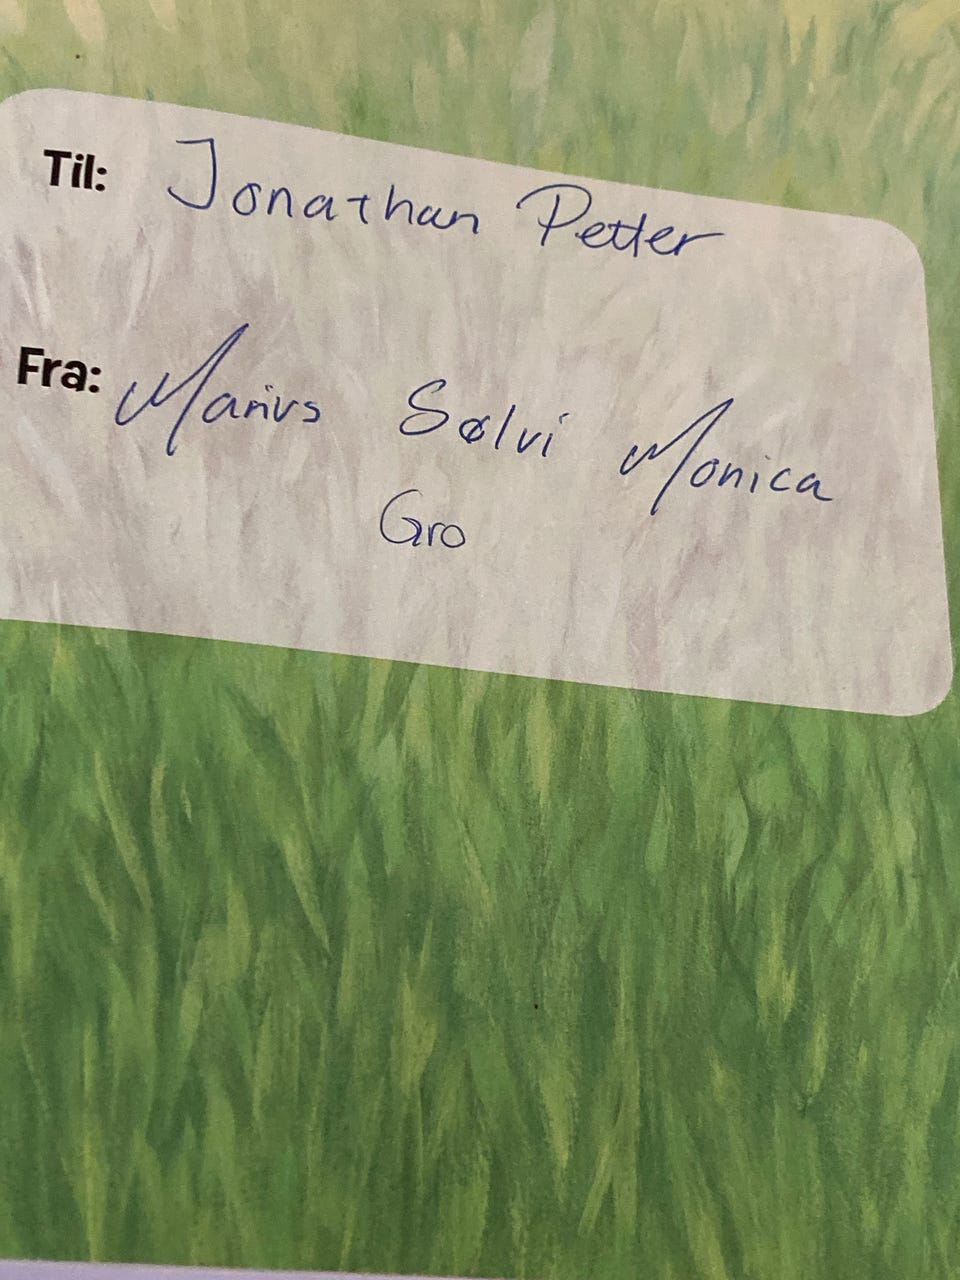 Til: Jonathan Petter
Fra: Marius Sølvi Monica
Gro